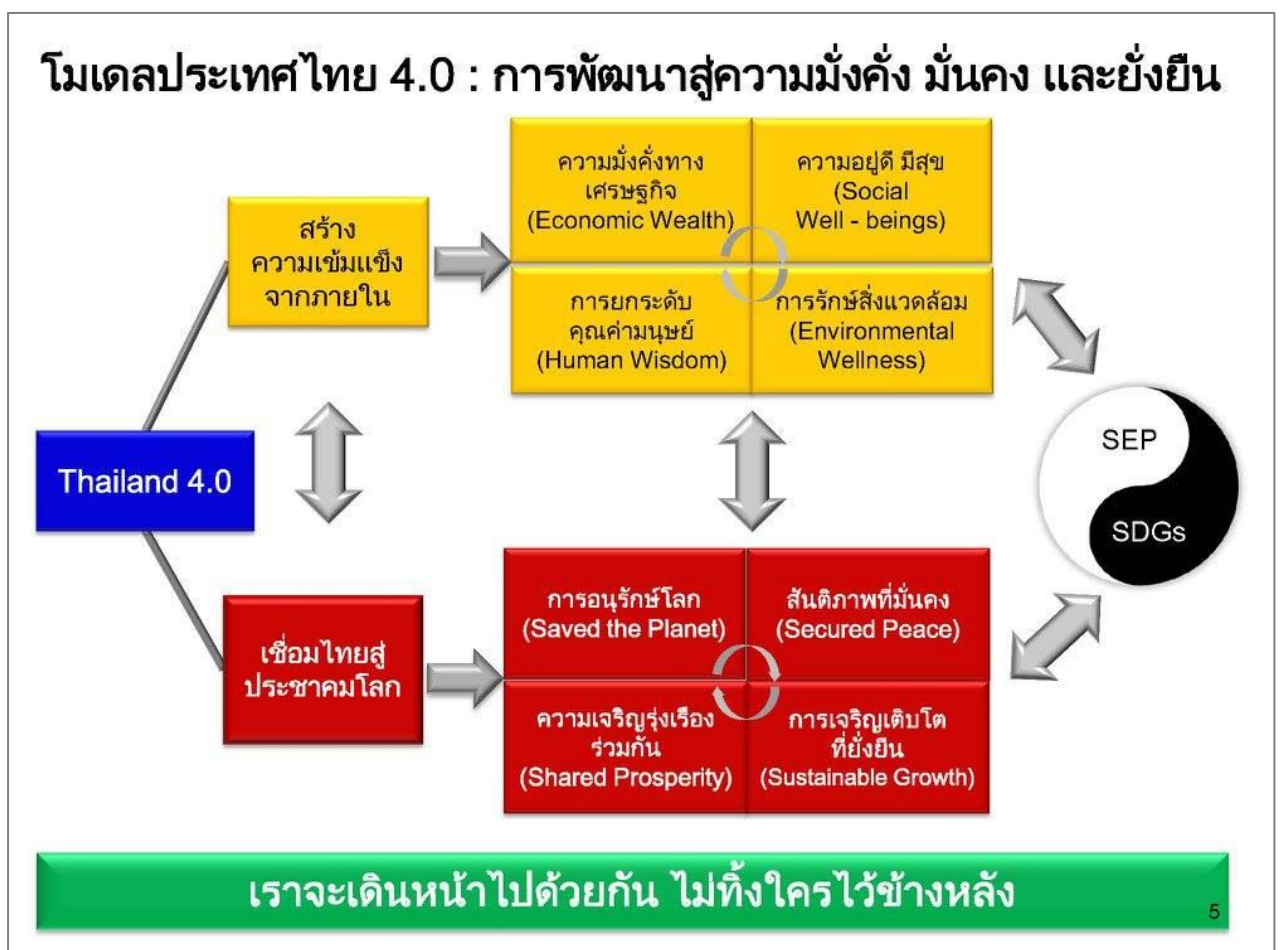 โมเดลประเทศไทย 4.0 : การพัฒนาสู่ความมั่งคั่ง มั่นคง และยั่งยืน
สร้าง
ความเข้มแข็ง
จากภายใน
ความมั่งคั่งทาง
เศรษฐกิจ
(Economic Wealth)
ความอยู่ดี มีสุข
(Social
Well - beings)
การยกระดับ
คุณค่ามนุษย์
(Human Wisdom)
การรักษ์สิ่งแวดล้อม
(Environmental
Wellness)
Thailand 4.0
SEP
SDGs
เชื่อมไทยสู่
ประชาคมโลก
การอนุรักษ์โลก
(Saved the Planet)
สันติภาพที่มั่นคง
(Secured Peace)
ความเจริญรุ่งเรือง
ร่วมกัน
(Shared Prosperity)
การเจริญเติบโต
ที่ยั่งยืน
(Sustainable Growth)
เราจะเดินหน้าไปด้วยกัน ไม่ทิ้งใครไว้ข้างหลัง
5